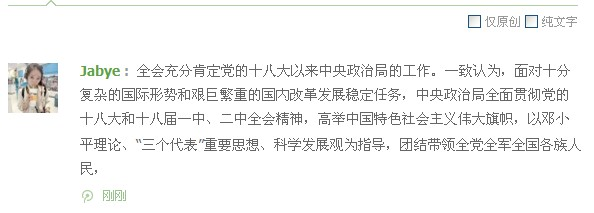 仅原创 纯文字
Jabye：全会充分肯定党的十八大以来中央政治局的工作。一致认为，面对十分
复杂的国际形势和艰巨繁重的国内改革发展稳定任务，中央政治局全面贯彻党的
十八大和十八届一中、二中全会精神，高举中国特色社会主义伟大旗帜，以邓小
平理论、“三个代表”重要思想、科学发展观为指导，团结带领全党全军全国各族人
民，
刚刚